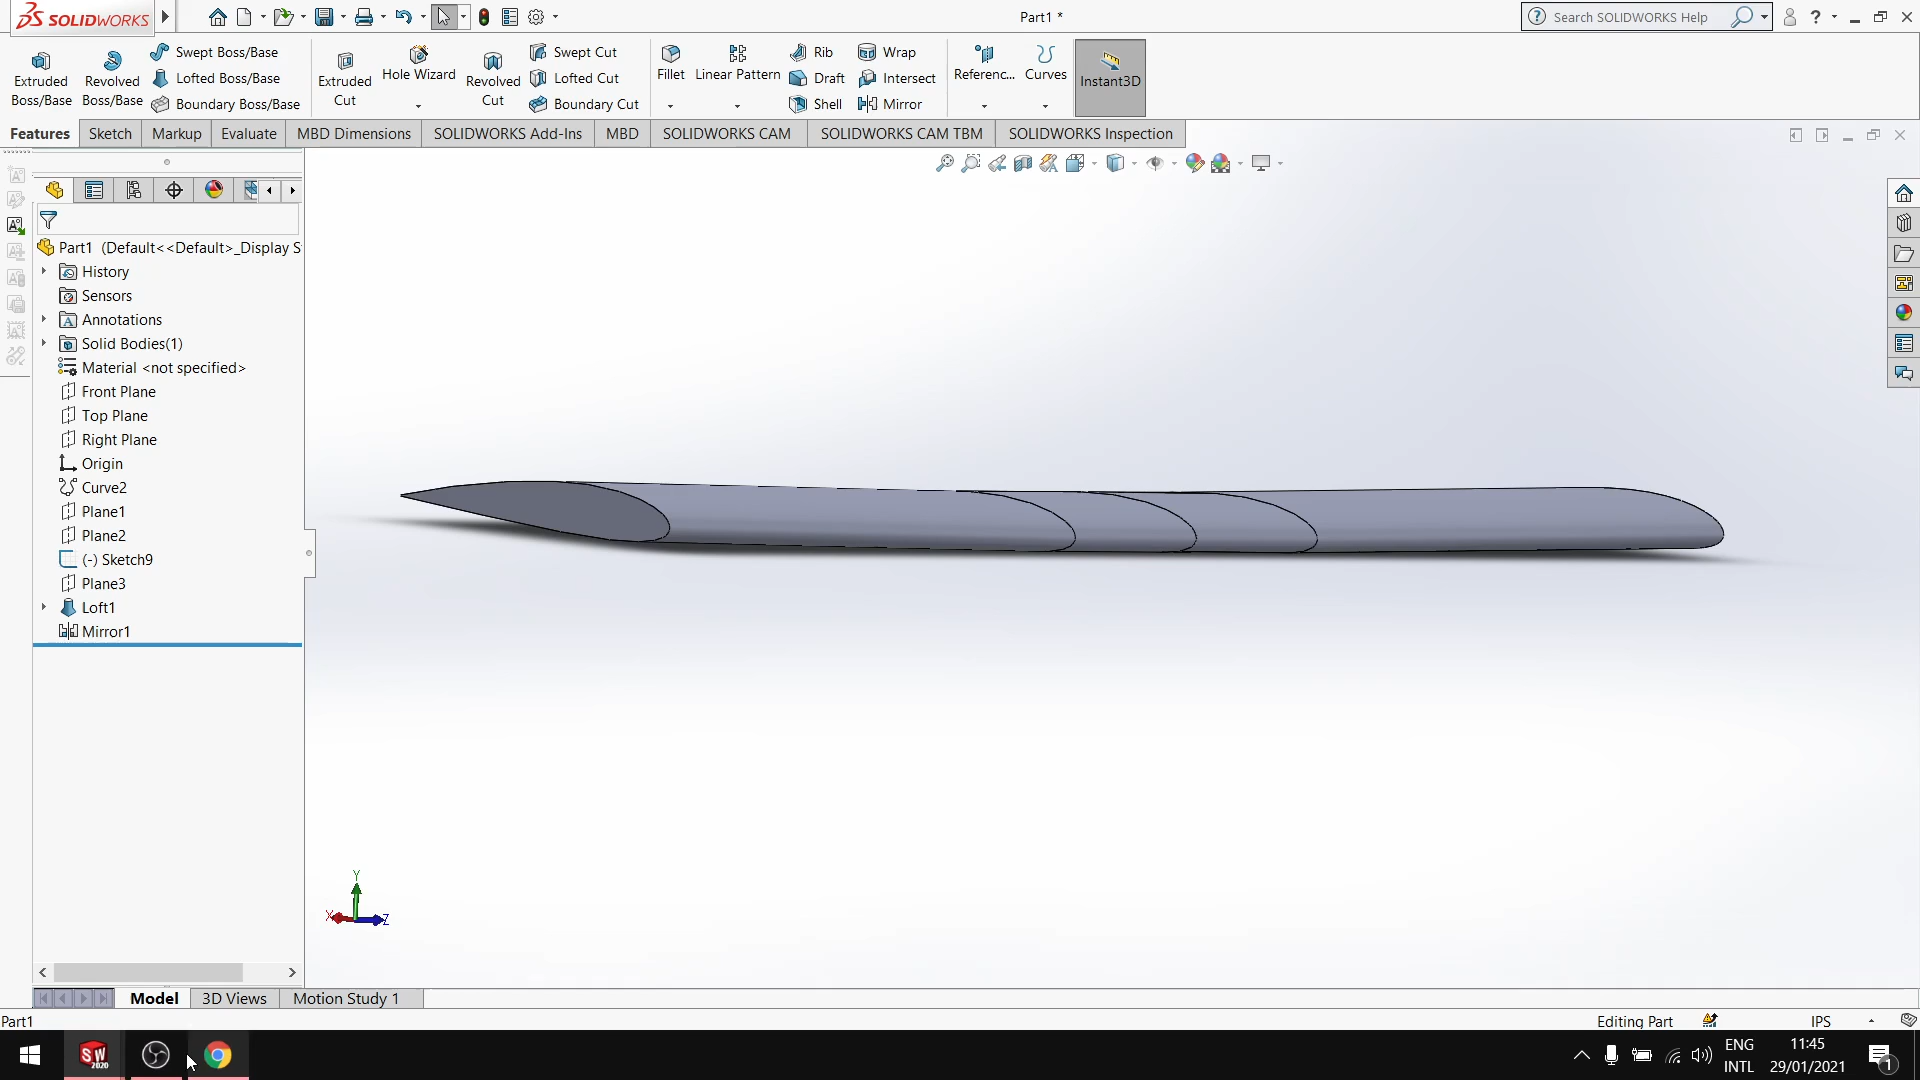 SOLIDWORKS
Part1 *
Search SOLIDWORKS Help
Extruded Boss/Base
Revolved Boss/Base
Swept Boss/Base
Lofted Boss/Base
Boundary Boss/Base
Extruded Cut
Hole Wizard
Revolved Cut
Swept Cut
Lofted Cut
Boundary Cut
Fillet
Linear Pattern
Rib
Draft
Shell
Wrap
Intersect
Mirror
Referenc...
Curves
Instant3D
Features
Sketch
Markup
Evaluate
MBD Dimensions
SOLIDWORKS Add-Ins
MBD
SOLIDWORKS CAM
SOLIDWORKS CAM TBM
SOLIDWORKS Inspection
Part1 (Default<<Default>_Display S
History
Sensors
Annotations
Solid Bodies(1)
Material <not specified>
Front Plane
Top Plane
Right Plane
Origin
Curve2
Plane1
Plane2
(-) Sketch9
Plane3
Loft1
Mirror1
Y
X
Z
Model
3D Views
Motion Study 1
Part1
Editing Part
IPS
SW
2020
ENG
INTL
11:45
29/01/2021
1